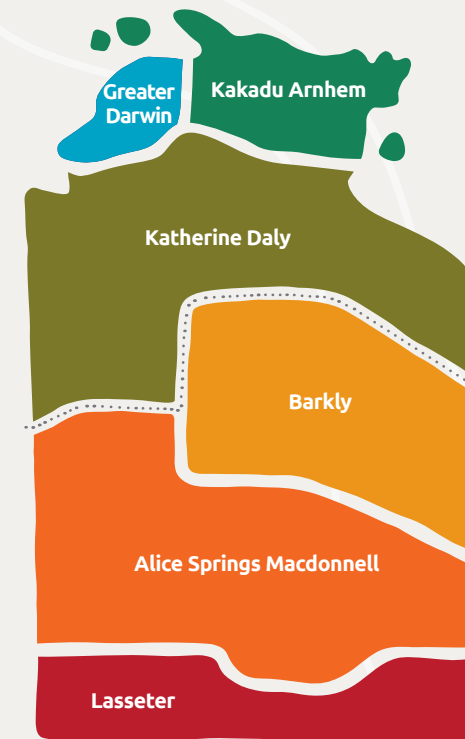 Greater
Darwin
Kakadu Arnhem
Katherine Daly
Barkly
Alice Springs Macdonnell
Lasseter